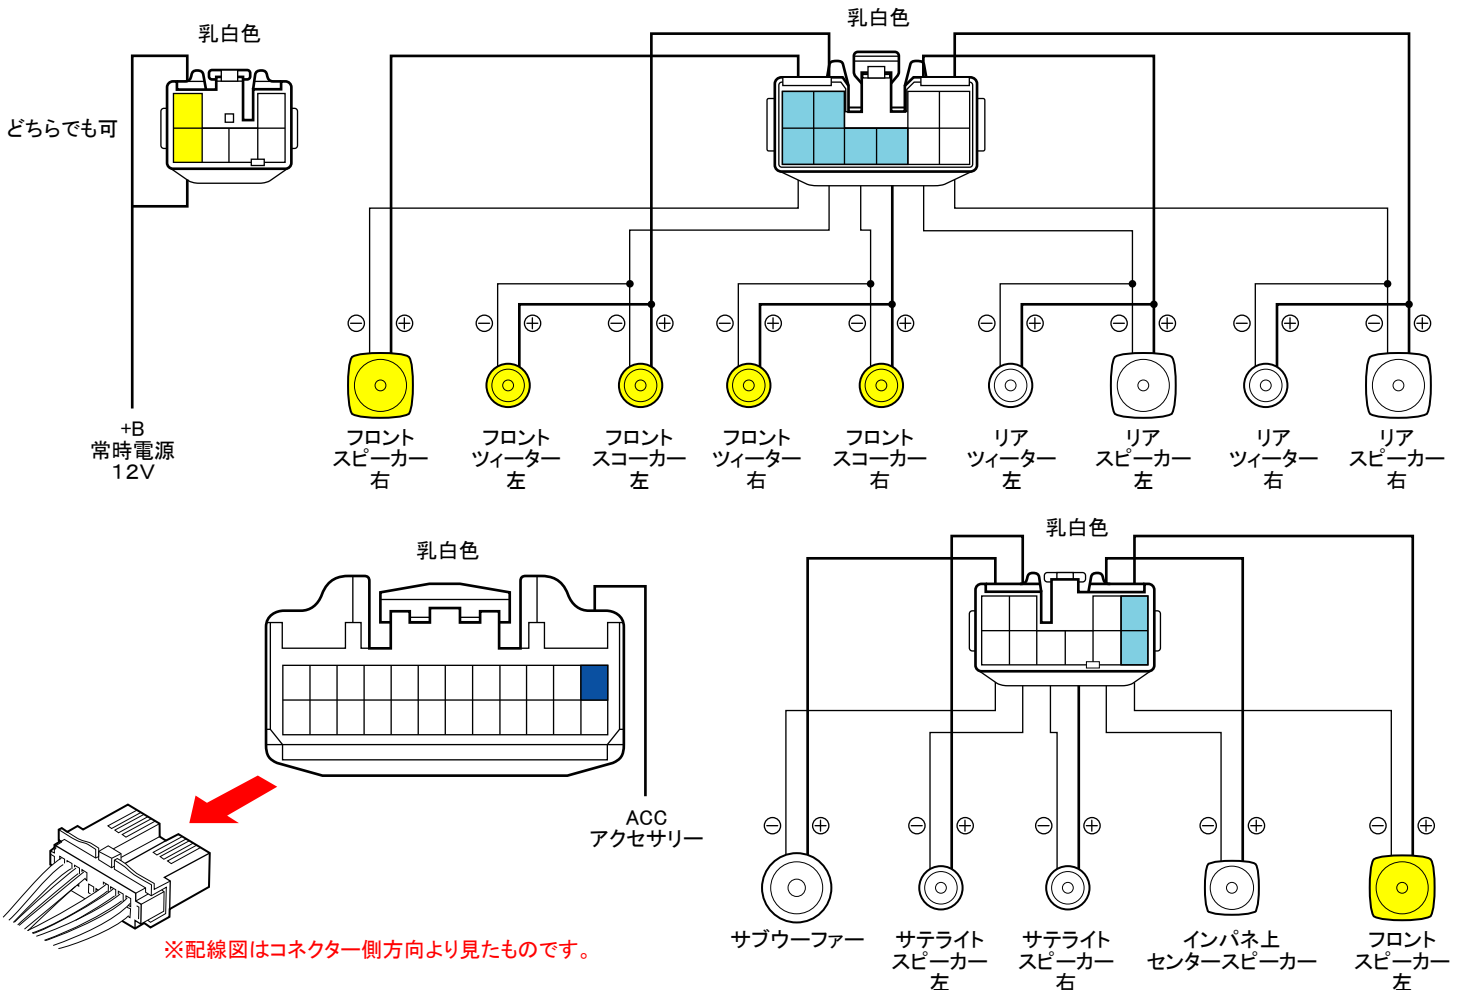 乳白色
どちらでも可
+B
常時電源
12V
乳白色
⊖ ⊕
⊖ ⊕
⊖ ⊕
⊖ ⊕
⊖ ⊕
⊖ ⊕
⊖ ⊕
⊖ ⊕
⊖ ⊕
フロント
スピーカー
右
フロント
ツィーター
左
フロント
スコーカー
左
フロント
ツィーター
右
フロント
スコーカー
右
リア
ツィーター
左
リア
スピーカー
左
リア
ツィーター
右
リア
スピーカー
右
乳白色
ACC
アクセサリー
※配線図はコネクター側方向より見たものです。
乳白色
⊖ ⊕
⊖ ⊕
⊖ ⊕
⊖ ⊕
⊖ ⊕
サブウーファー
サテライト
スピーカー
左
サテライト
スピーカー
右
インパネ上
センタースピーカー
フロント
スピーカー
左